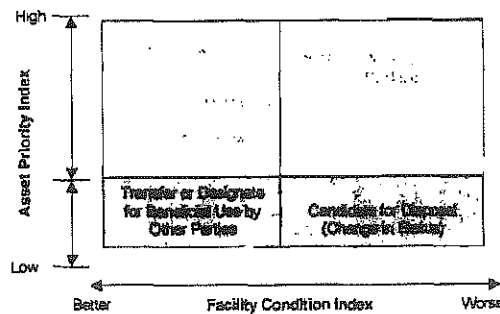 High
Asset Priority Index
Transfer or Designate
for Beneficial Use by
Other Parties
Candidate for Disposal
(Change in Status)
Low
Better
Facility Condition Index
Worse